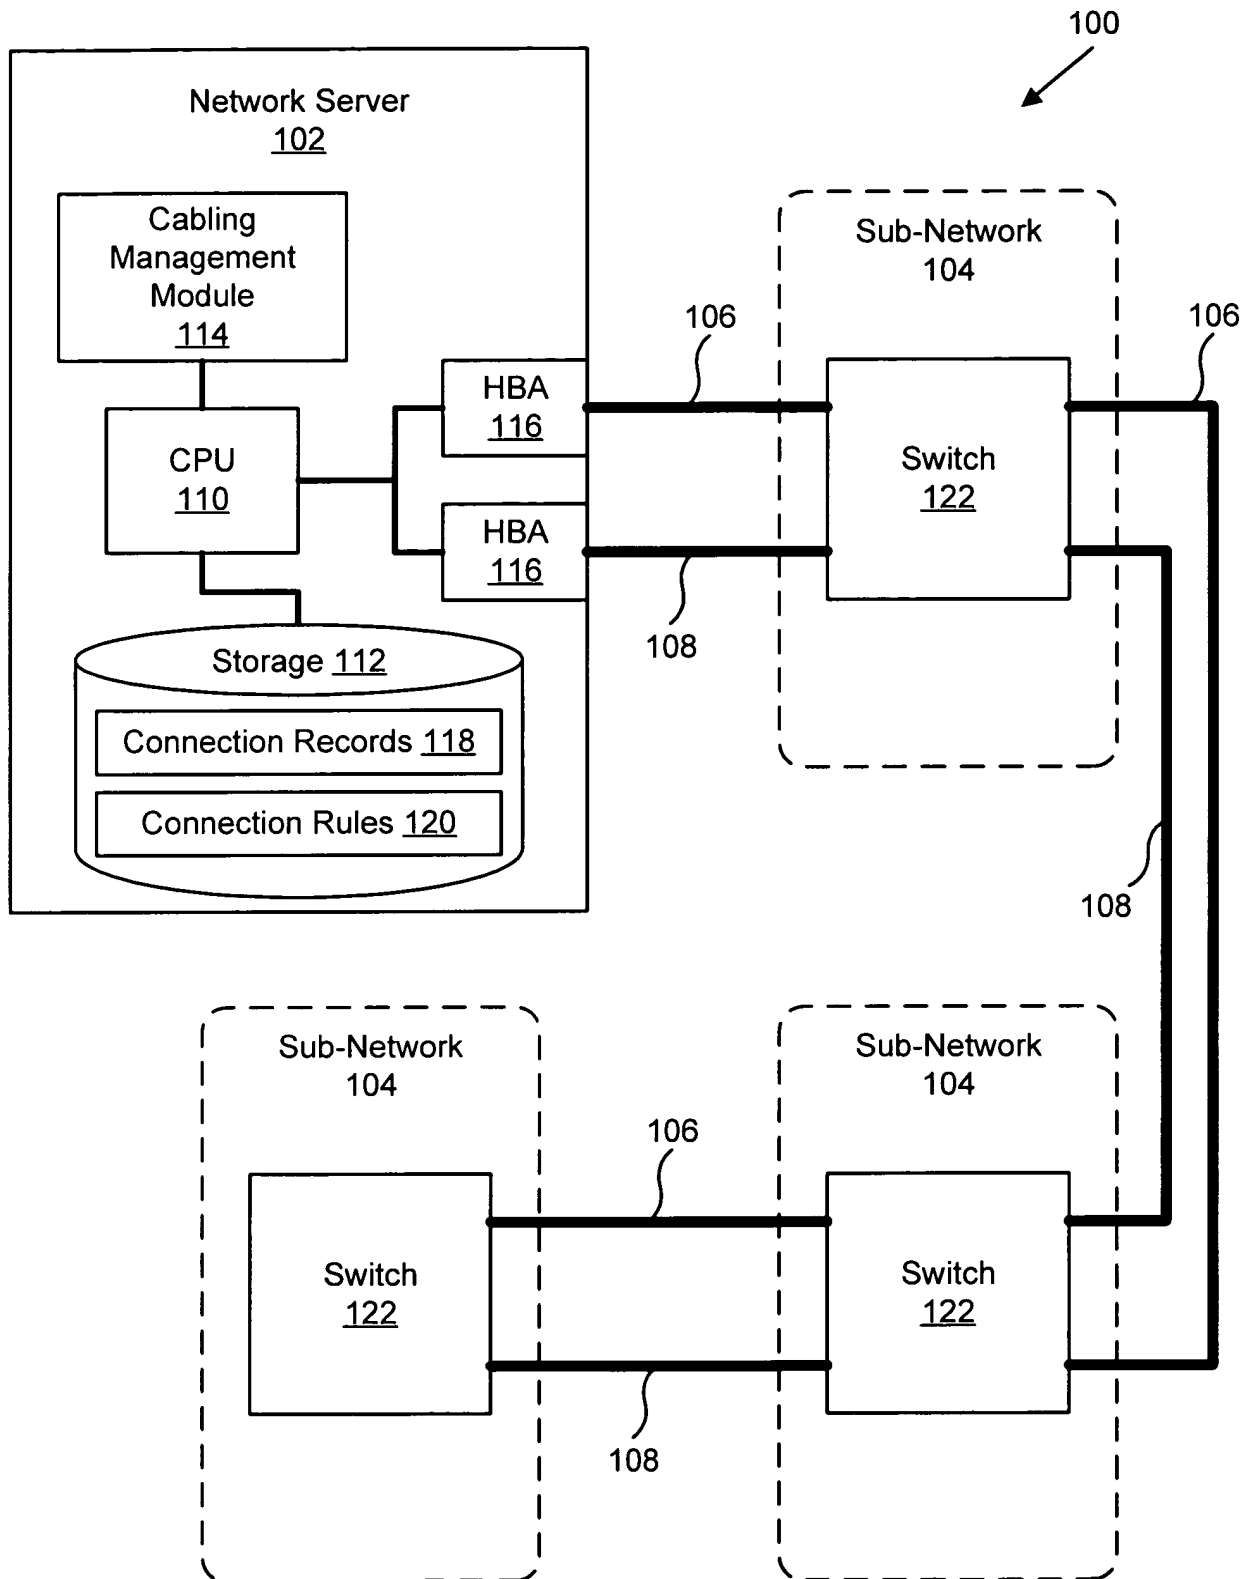 100
Network Server
102
Cabling
Management
Module
114
CPU
110
HBA
116
HBA
116
Storage 112
Connection Records 118
Connection Rules 120
106
108
Sub-Network
104
Switch
122
106
108
Sub-Network
104
Switch
122
106
108
Sub-Network
104
Switch
122